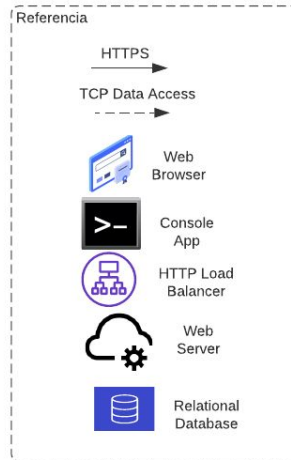 Referencia
HTTPS
TCP Data Access
Web
Browser
>_
Console
App
HTTP Load
Balancer
Web
Server
Relational
Database